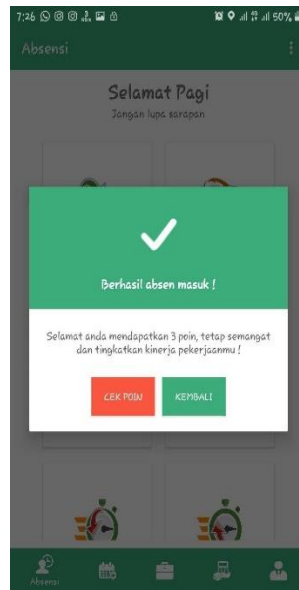 7:26
50%
Absensi
Selamat Pagi
Jangan lupa sarapan
Berhasil absen masuk !
Selamat anda mendapatkan 3 poin, tetap semangat
dan tingkatkan kinerja pekerjaanmu !
CEK POIN
KEMBALI
Absensi